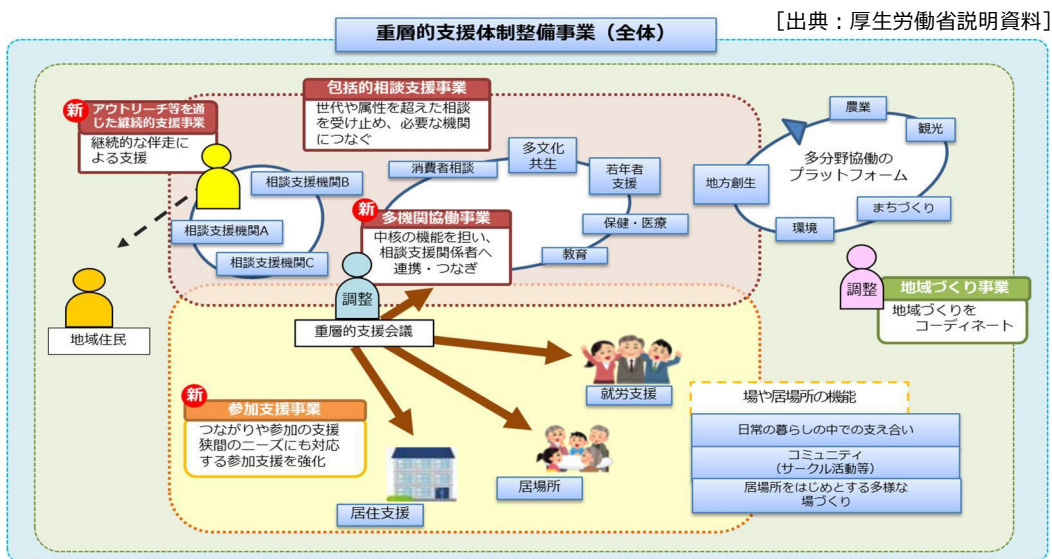 [出典：厚生労働省説明資料]
重層的支援体制整備事業（全体）
新
アウトリーチ等を通
じた継続的支援事業
継続的な伴走に
よる支援
包括的相談支援事業
世代や属性を超えた相談
を受け止め、必要な機関
につなぐ
相談支援機関B
相談支援機関A
相談支援機関C
消費者相談
多文化
共生
若年者
支援
保健・医療
教育
新
多機関協働事業
中核の機能を担い、
相談支援関係者へ
連携・つなぎ
調整
重層的支援会議
農業
観光
地方創生
多分野協働の
プラットフォーム
まちづくり
環境
調整
地域づくり事業
地域づくりを
コーディネート
地域住民
新
参加支援事業
つながりや参加の支援
狭間のニーズにも対応
する参加支援を強化
就労支援
居場所
居住支援
場や居場所の機能
日常の暮らしの中での支え合い
コミュニティ
（サークル活動等）
居場所をはじめとする多様な
場づくり